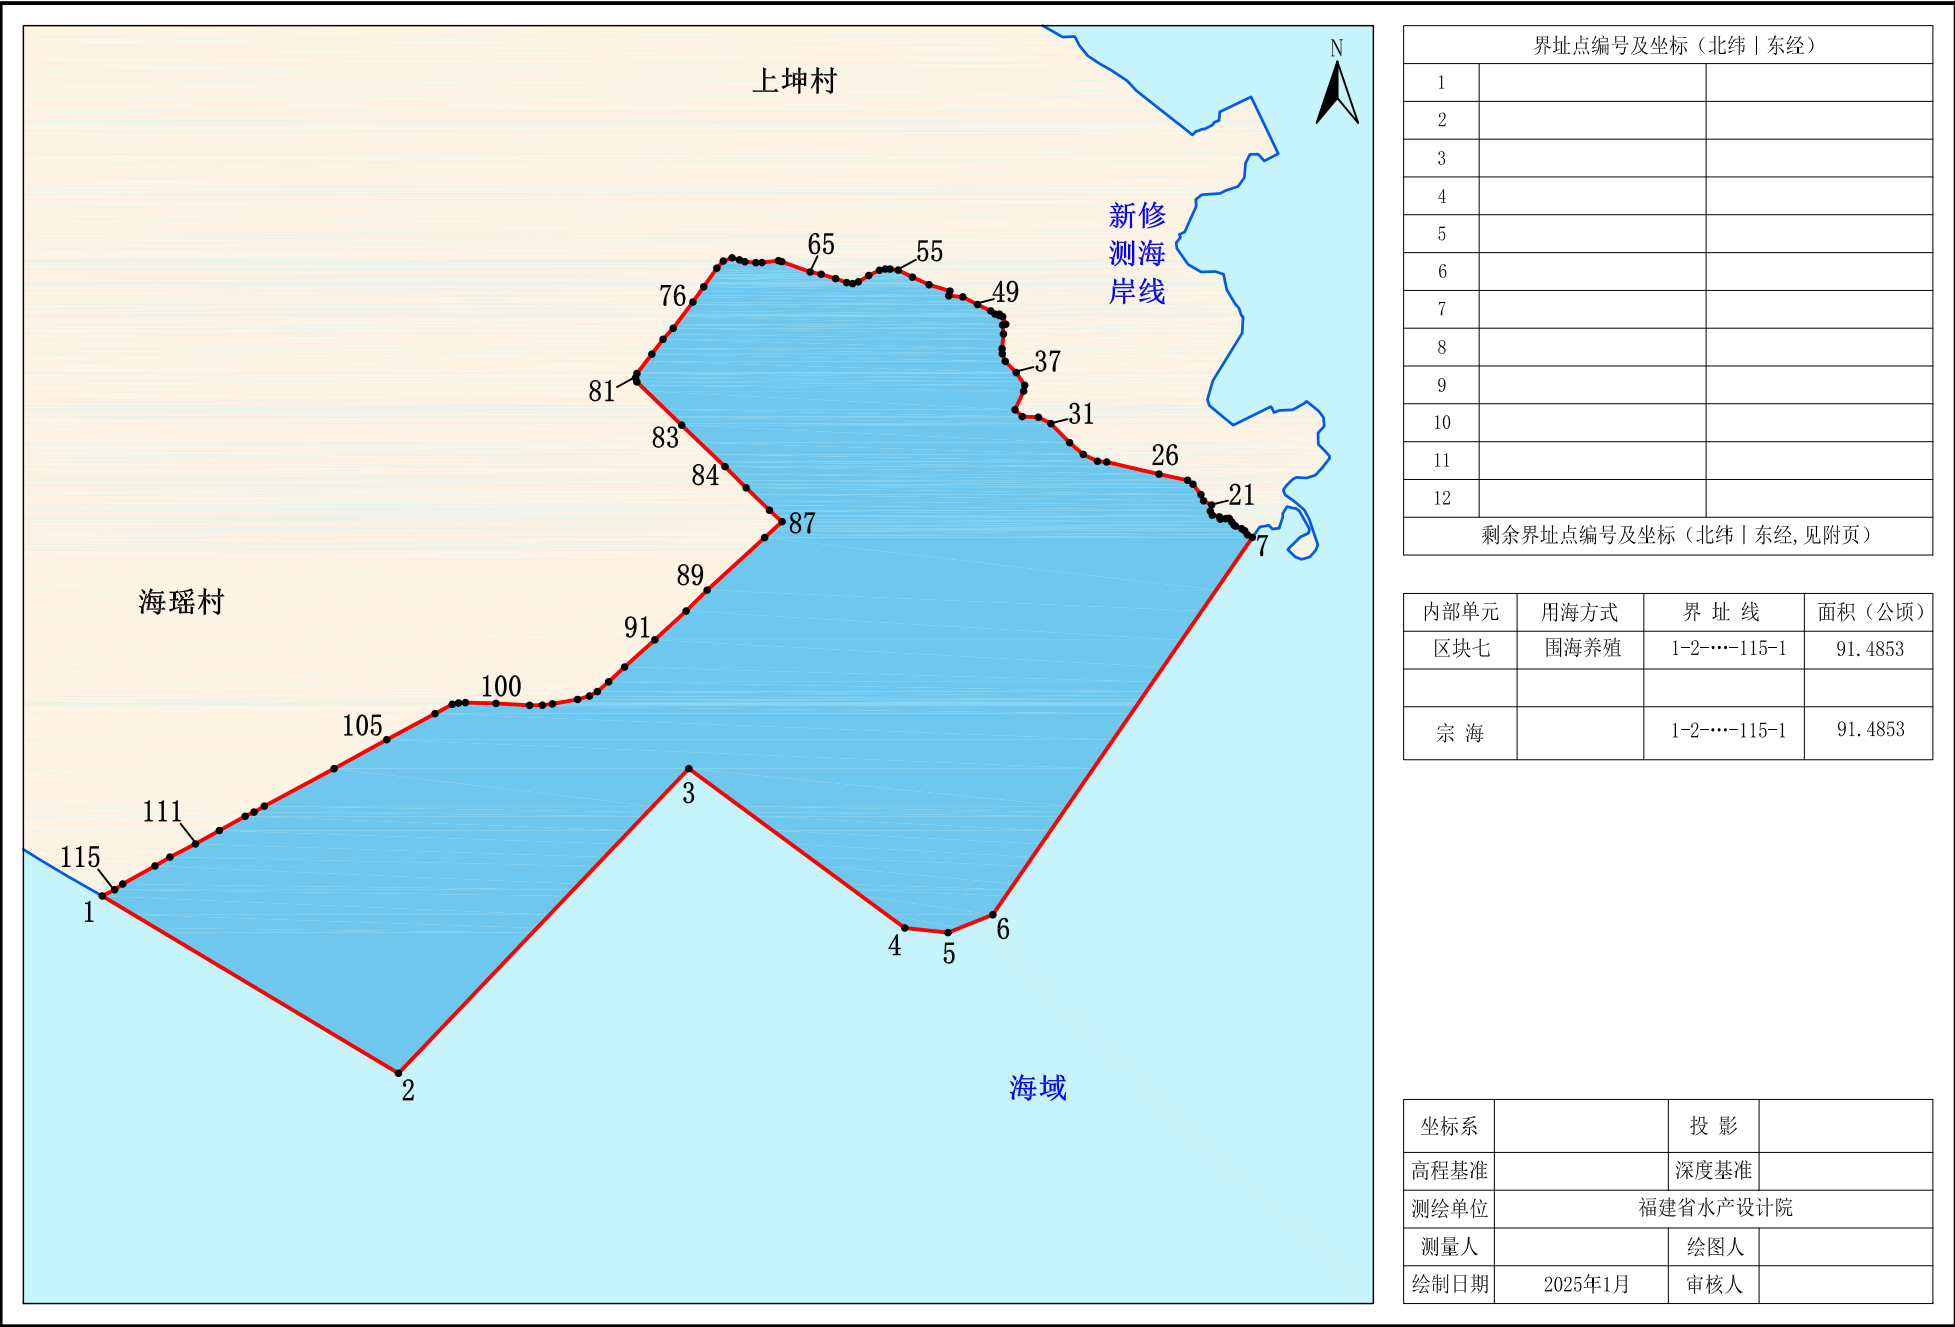 上坤村
N
新修
测海
岸线
65
55
76
49
37
81
31
83
26
84
21
87
7
89
海瑶村
91
100
105
3
111
115
1
4
5
6
2
海域
界址点编号及坐标（北纬｜东经）
1
2
3
4
5
6
7
8
9
10
11
12
剩余界址点编号及坐标（北纬｜东经,见附页）
内部单元 用海方式 界 址 线 面积（公顷）
区块七 围海养殖 1-2-…-115-1 91.4853
宗 海 1-2-…-115-1 91.4853
坐标系 投 影
高程基准 深度基准
测绘单位 福建省水产设计院
测量人 绘图人
绘制日期 2025年1月 审核人